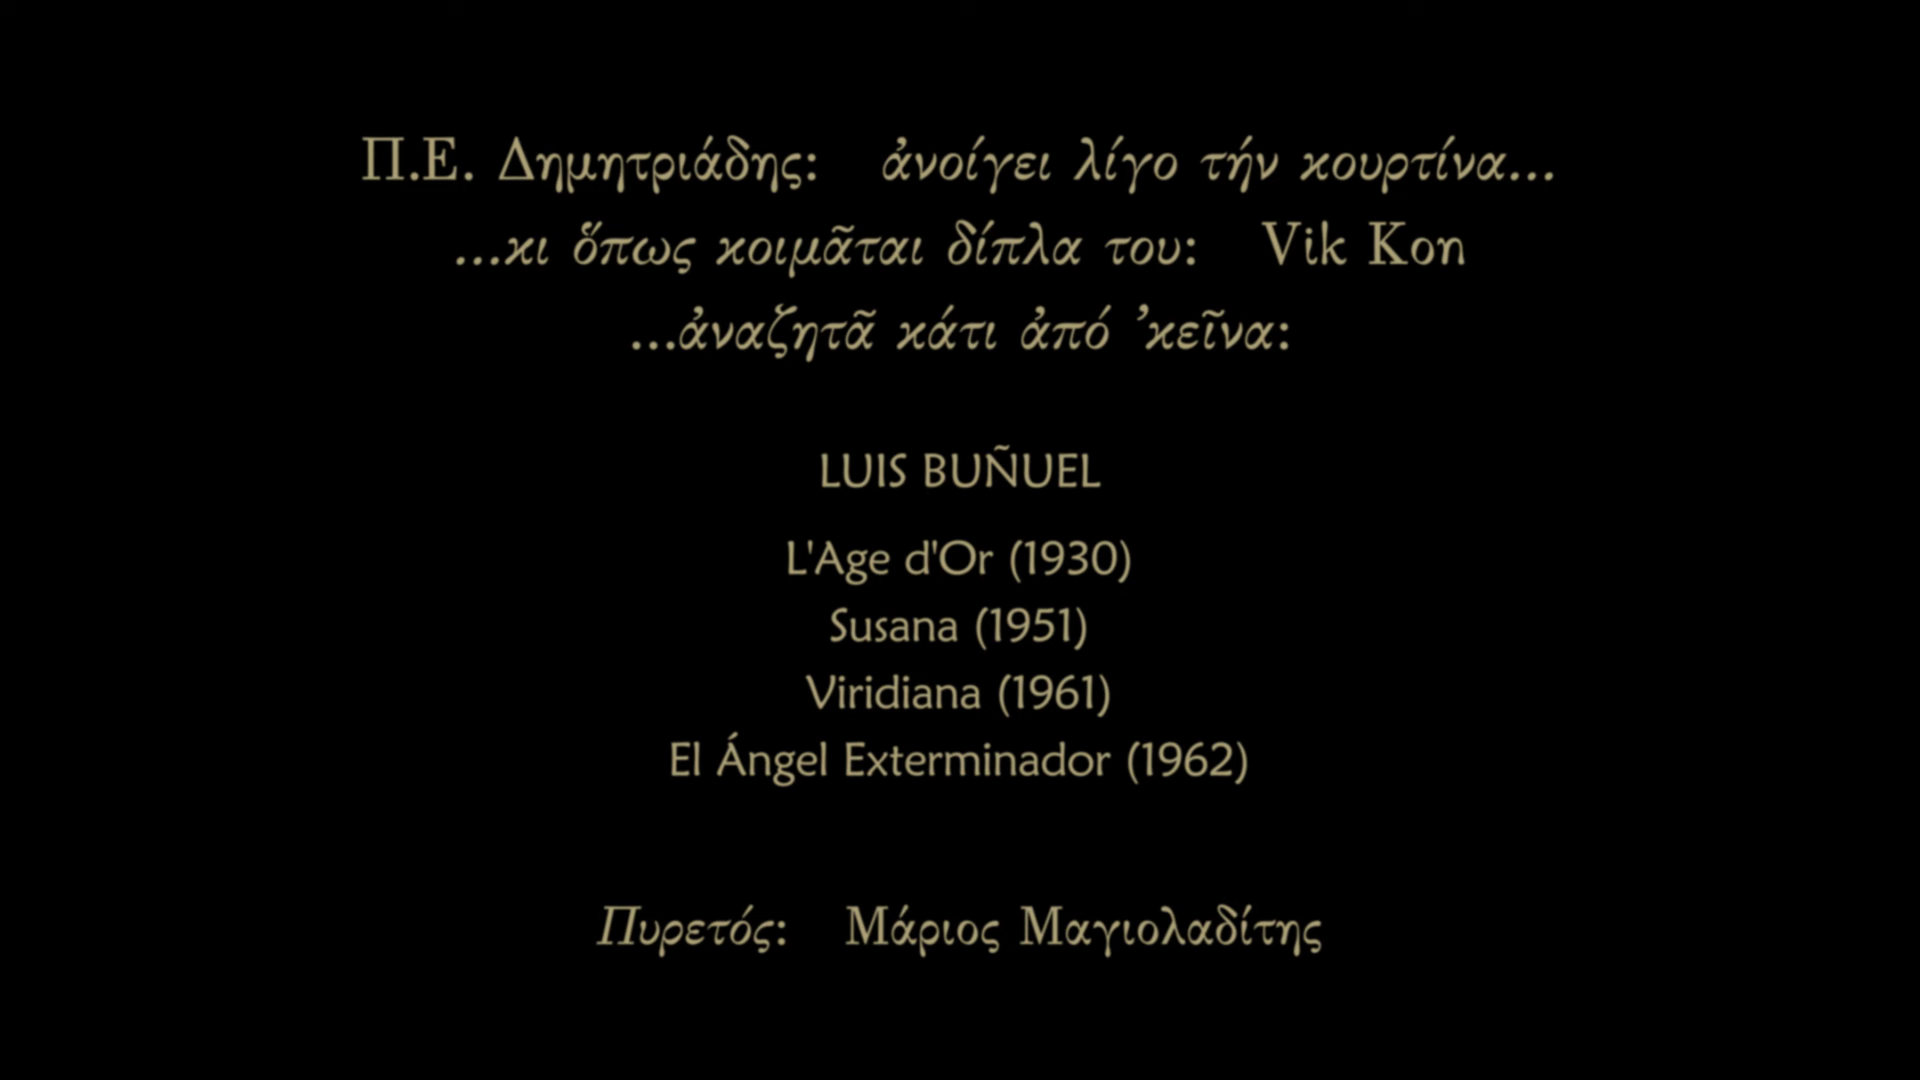 Π.Ε. Δημητριάδης: ἀνοίγει λίγο τήν κουρτίνα...
...κι ὅπως κοιμᾶται δίπλα του: Vik Kon
...ἀναζητᾶ κάτι ἀπό ’κεῖνα:
LUIS BUÑUEL
L'Age d'Or (1930)
Susana (1951)
Viridiana (1961)
El Ángel Exterminador (1962)
Πυρετός: Μάριος Μαγιολαδίτης